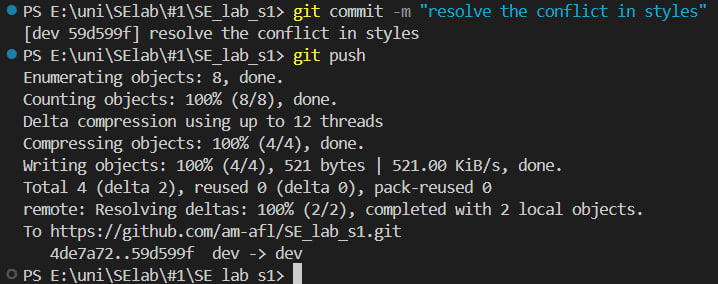 PS E:\uni\SElab\#1\SE_lab_s1> git commit -m "resolve the conflict in styles"
[dev 59d599f] resolve the conflict in styles
PS E:\uni\SElab\#1\SE_lab_s1> git push
Enumerating objects: 8, done.
Counting objects: 100% (8/8), done.
Delta compression using up to 12 threads
Compressing objects: 100% (4/4), done.
Writing objects: 100% (4/4), 521 bytes | 521.00 KiB/s, done.
Total 4 (delta 2), reused 0 (delta 0), pack-reused 0
remote: Resolving deltas: 100% (2/2), completed with 2 local objects.
To https://github.com/am-afl/SE_lab_s1.git
   4de7a72..59d599f  dev -> dev
PS E:\uni\SElab\#1\SE_lab_s1>